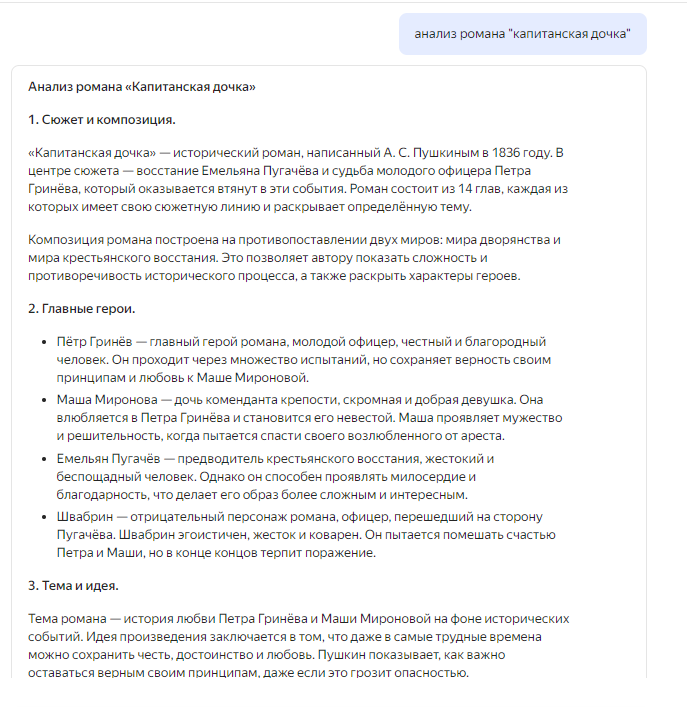 анализ романа "капитанская дочка"
Анализ романа «Капитанская дочка»
1. Сюжет и композиция.
«Капитанская дочка» — исторический роман, написанный А. С. Пушкиным в 1836 году. В
центре сюжета — восстание Емельяна Пугачёва и судьба молодого офицера Петра
Гринёва, который оказывается втянут в эти события. Роман состоит из 14 глав, каждая из
которых имеет свою сюжетную линию и раскрывает определённую тему.
Композиция романа построена на противопоставлении двух миров: мира дворянства и
мира крестьянского восстания. Это позволяет автору показать сложность и
противоречивость исторического процесса, а также раскрыть характеры героев.
2. Главные герои.
• Пётр Гринёв — главный герой романа, молодой офицер, честный и благородный
человек. Он проходит через множество испытаний, но сохраняет верность своим
принципам и любовь к Маше Мироновой.
• Маша Миронова — дочь коменданта крепости, скромная и добрая девушка. Она
влюбляется в Петра Гринёва и становится его невестой. Маша проявляет мужество
и решительность, когда пытается спасти своего возлюбленного от ареста.
• Емельян Пугачёв — предводитель крестьянского восстания, жестокий и
беспощадный человек. Однако он способен проявлять милосердие и
благодарность, что делает его образ более сложным и интересным.
• Швабрин — отрицательный персонаж романа, офицер, перешедший на сторону
Пугачёва. Швабрин эгоистичен, жесток и коварен. Он пытается помешать счастью
Петра и Маши, но в конце концов терпит поражение.
3. Тема и идея.
Тема романа — история любви Петра Гринёва и Маши Мироновой на фоне исторических
событий. Идея произведения заключается в том, что даже в самые трудные времена
можно сохранить честь, достоинство и любовь. Пушкин показывает, как важно
оставаться верным своим принципам, даже если это грозит опасностью.